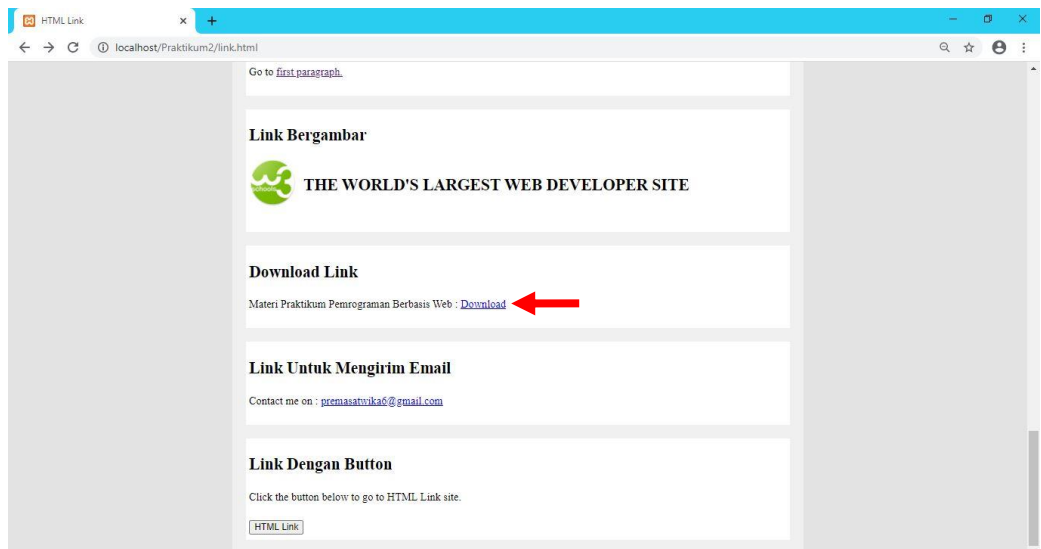 HTML Link
localhost/Praktikum2/link.html
Go to first paragraph.
Link Bergambar
schools
THE WORLD'S LARGEST WEB DEVELOPER SITE
Download Link
Materi Praktikum Pemrograman Berbasis Web : Download
Link Untuk Mengirim Email
Contact me on : premasatwika6@gmail.com
Link Dengan Button
Click the button below to go to HTML Link site.
HTML Link